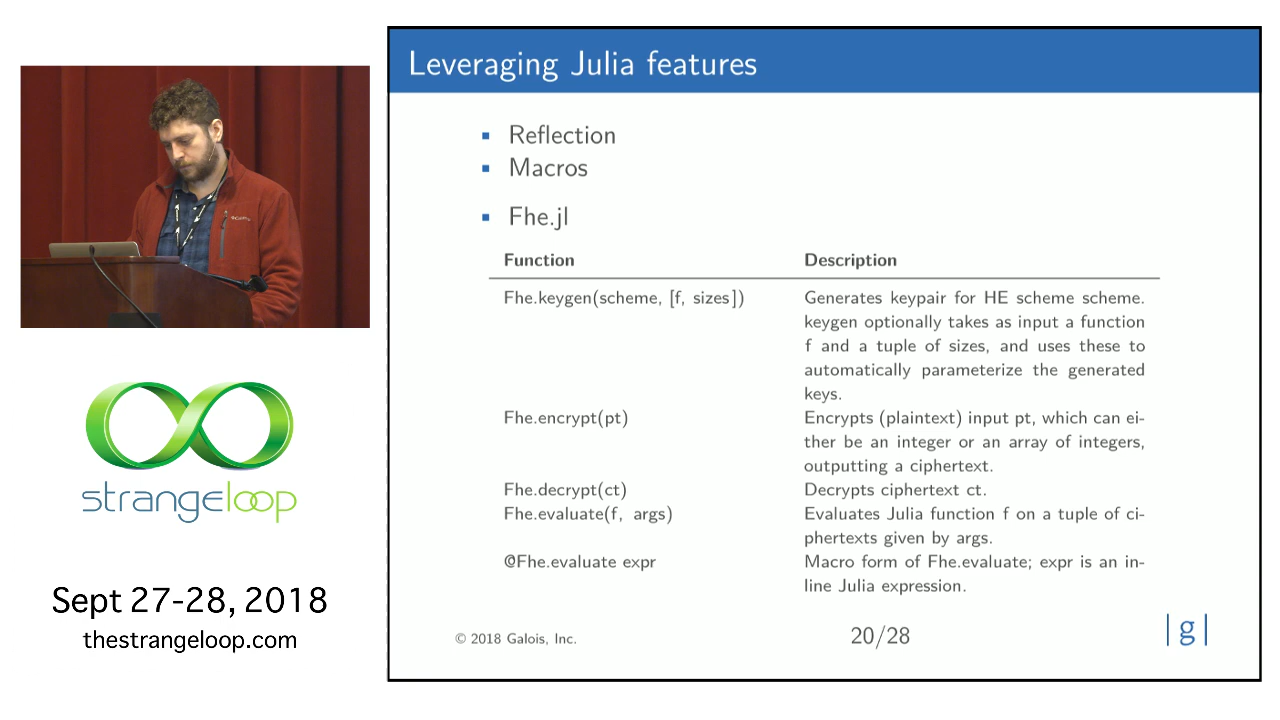 Leveraging Julia features
Reflection
Macros
Fhe.jl
Function Description
Fhe.keygen(scheme, [f, sizes]) Generates keypair for HE scheme scheme.
keygen optionally takes as input a function
f and a tuple of sizes, and uses these to
automatically parameterize the generated
keys.
Fhe.encrypt(pt) Encrypts (plaintext) input pt, which can ei-
ther be an integer or an array of integers,
outputting a ciphertext.
Fhe.decrypt(ct) Decrypts ciphertext ct.
Fhe.evaluate(f, args) Evaluates Julia function f on a tuple of ci-
phertexts given by args.
@Fhe.evaluate expr Macro form of Fhe.evaluate; expr is an in-
line Julia expression.
© 2018 Galois, Inc. 20/28 |g|
strangeloop
Sept 27-28, 2018
thestrangeloop.com